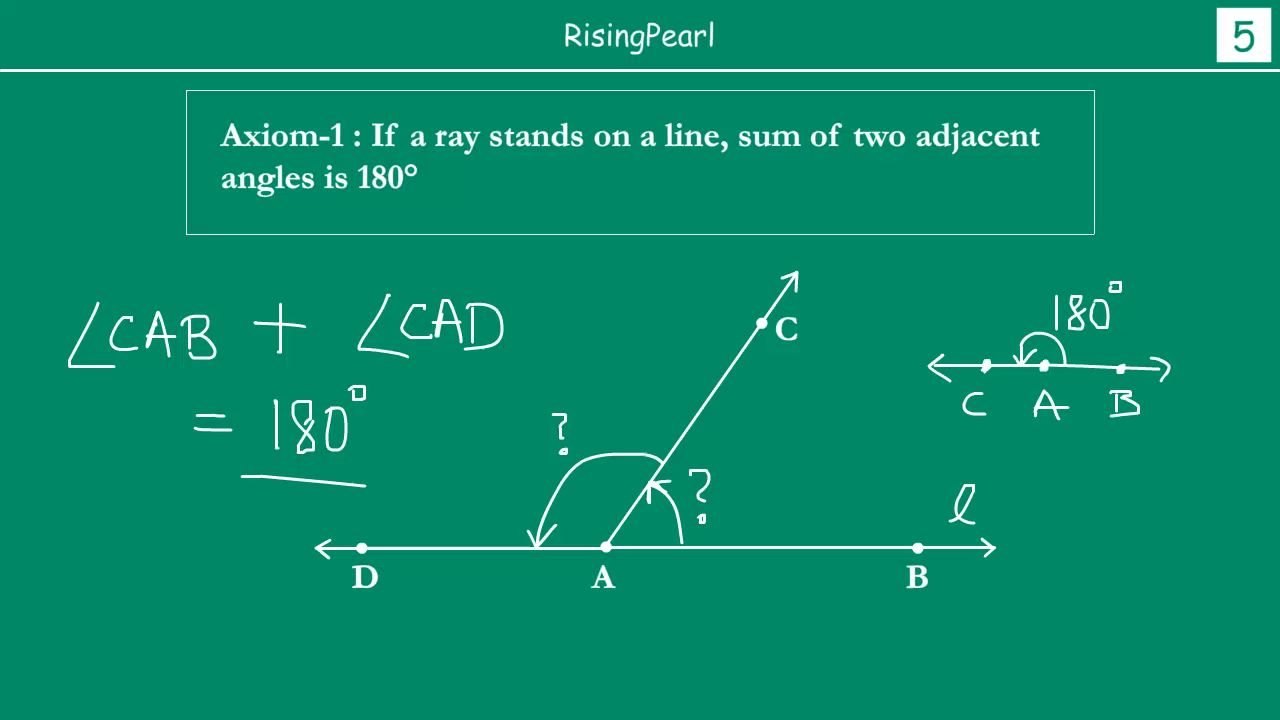 RisingPearl
5
Axiom-1 : If a ray stands on a line, sum of two adjacent
angles is 180°
∠CAB + ∠CAD
= 180°
180°
C A B
C
?
?
l
D A B